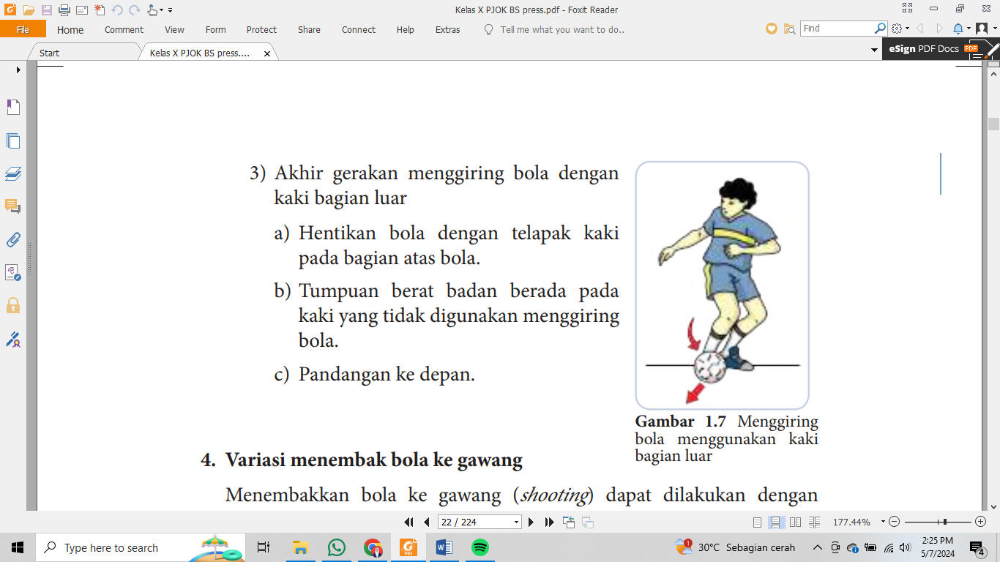 Kelas X PJOK BS press.pdf - Foxit Reader
File Home Comment View Form Protect Share Connect Help Extras Tell me what you want to do.. Find
Start Kelas X PJOK BS press.... eSign PDF Docs PDF
3) Akhir gerakan menggiring bola dengan
kaki bagian luar
a) Hentikan bola dengan telapak kaki
pada bagian atas bola.
b) Tumpuan berat badan berada pada
kaki yang tidak digunakan menggiring
bola.
c) Pandangan ke depan.
Gambar 1.7 Menggiring
bola menggunakan kaki
bagian luar
4. Variasi menembak bola ke gawang
Menembakkan bola ke gawang (shooting) dapat dilakukan dengan
22 / 224 177.44%
Type here to search 30°C Sebagian cerah 2:25 PM
5/7/2024 4